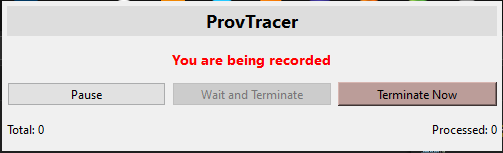 ProvTracer
You are being recorded
Pause
Wait and Terminate
Terminate Now
Total: 0
Processed: 0